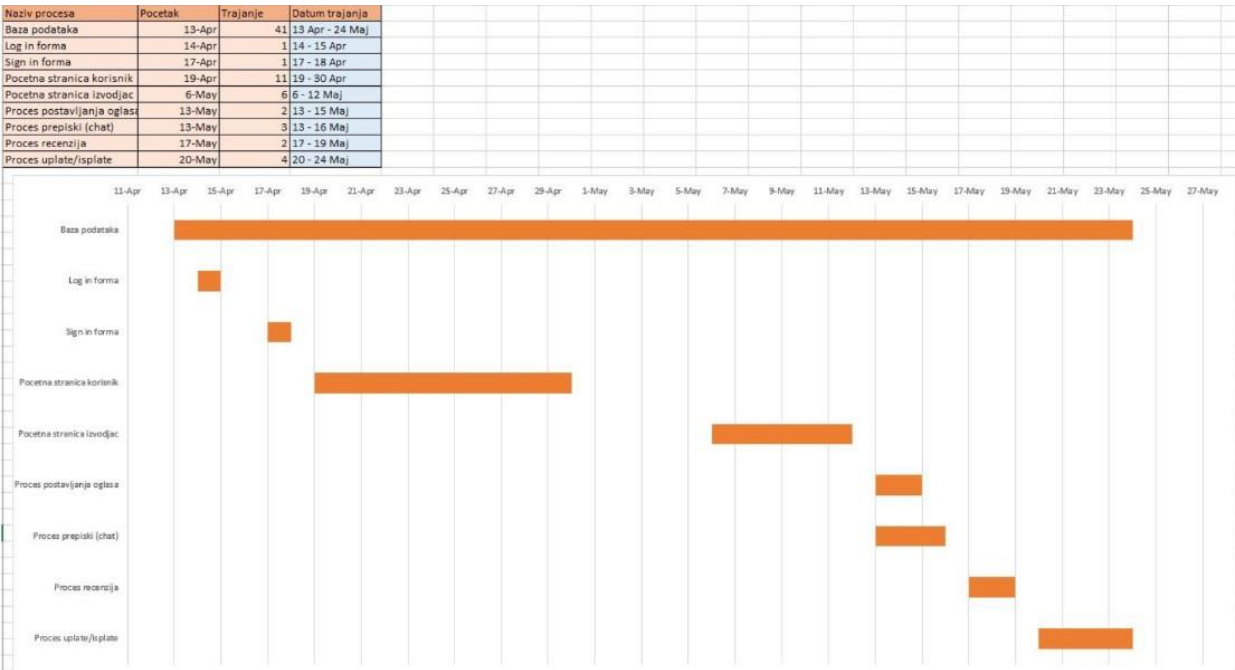 Naziv procesa Pocetak Trajanje Datum trajanja
Baza podataka 13-Apr 41 13 Apr - 24 Maj
Log in forma 14-Apr 1 14 - 15 Apr
Sign in forma 17-Apr 1 17 - 18 Apr
Pocetna stranica korisnik 19-Apr 11 19 - 30 Apr
Pocetna stranica izvodjac 6-May 6 6 - 12 Maj
Proces postavljanja oglasa 13-May 2 13 - 15 Maj
Proces prepiski (chat) 13-May 3 13 - 16 Maj
Proces recenzija 17-May 2 17 - 19 Maj
Proces uplate/isplate 20-May 4 20 - 24 Maj
11-Apr 13-Apr 15-Apr 17-Apr 19-Apr 21-Apr 23-Apr 25-Apr 27-Apr 29-Apr 1-May 3-May 5-May 7-May 9-May 11-May 13-May 15-May 17-May 19-May 21-May 23-May 25-May 27-May
Baza podataka
Log in forma
Sign in forma
Pocetna stranica korisnik
Pocetna stranica izvodjac
Proces postavljanja oglasa
Proces prepiski (chat)
Proces recenzija
Proces uplate/isplate